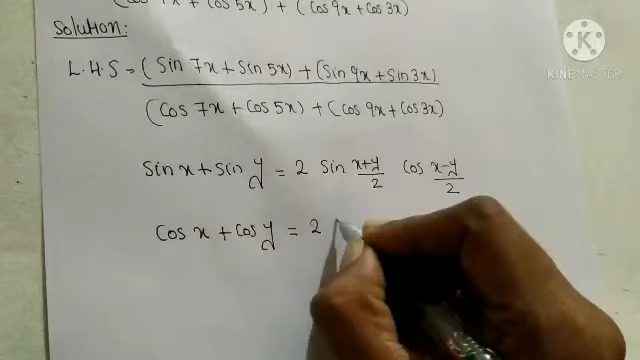 (Cos 7x + Cos 5x) + (Cos 9x + Cos 3x)
Solution:
L.H.S = (Sin 7x + Sin 5x) + (Sin 9x + Sin 3x)
(Cos 7x + Cos 5x) + (Cos 9x + Cos 3x)
Sin x + Sin y = 2 Sin x+y/2 Cos x-y/2
Cos x + Cos y = 2
KINEMASTER